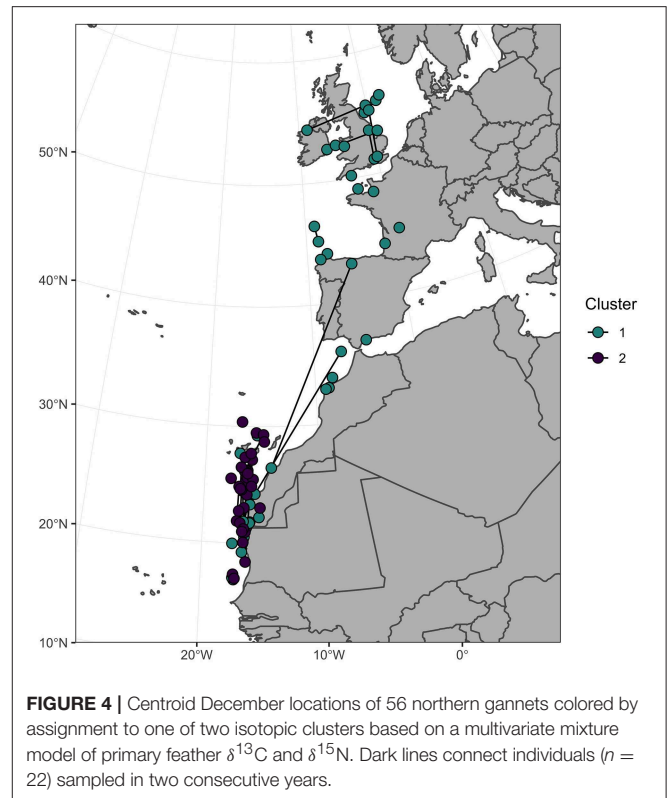 50°N
40°N
30°N
20°N
10°N
20°W 10°W 0°
Cluster
1
2
FIGURE 4 | Centroid December locations of 56 northern gannets colored by
assignment to one of two isotopic clusters based on a multivariate mixture
model of primary feather δ¹³C and δ¹⁵N. Dark lines connect individuals (n =
22) sampled in two consecutive years.